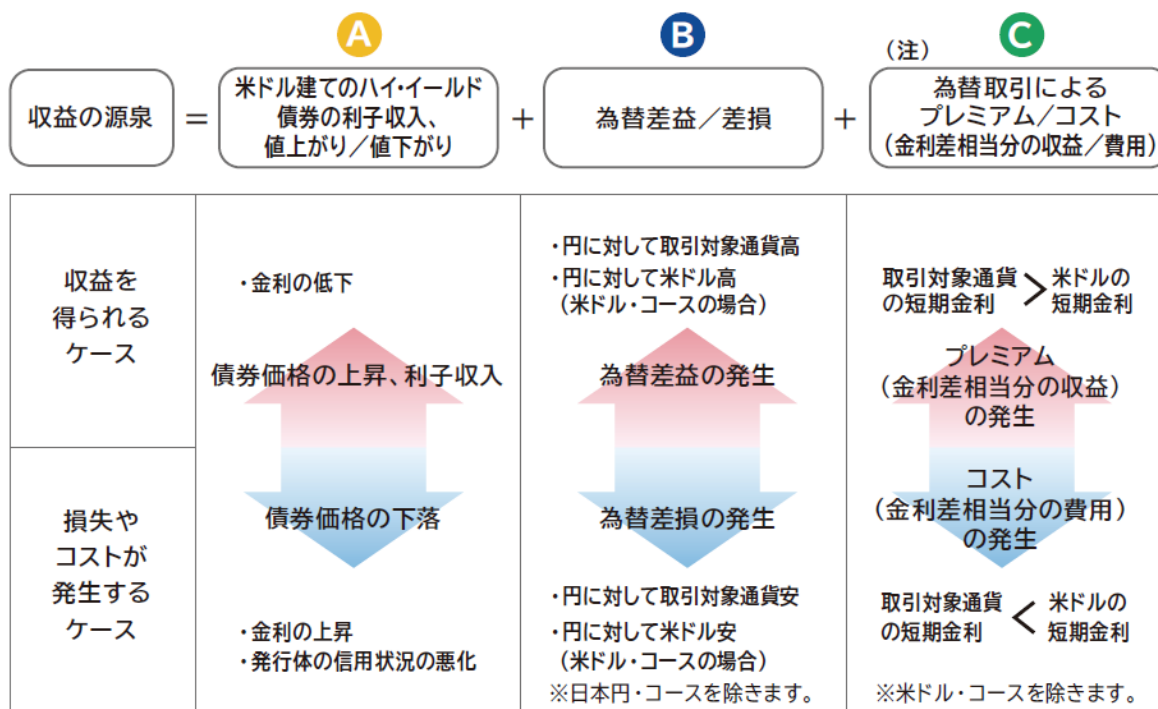 A
B
(注)
C
収益の源泉
=
米ドル建てのハイ・イールド
債券の利子収入、
値上がり/値下がり
+
為替差益/差損
+
為替取引による
プレミアム/コスト
(金利差相当分の収益/費用)
収益を
得られる
ケース
・金利の低下
債券価格の上昇、利子収入
・円に対して取引対象通貨高
・円に対して米ドル高
(米ドル・コースの場合)
為替差益の発生
取引対象通貨
の短期金利
>
米ドルの
短期金利
プレミアム
(金利差相当分の収益)
の発生
損失や
コストが
発生する
ケース
債券価格の下落
・金利の上昇
・発行体の信用状況の悪化
為替差損の発生
・円に対して取引対象通貨安
・円に対して米ドル安
(米ドル・コースの場合)
※日本円・コースを除きます。
コスト
(金利差相当分の費用)
の発生
取引対象通貨
の短期金利
<
米ドルの
短期金利
※米ドル・コースを除きます。